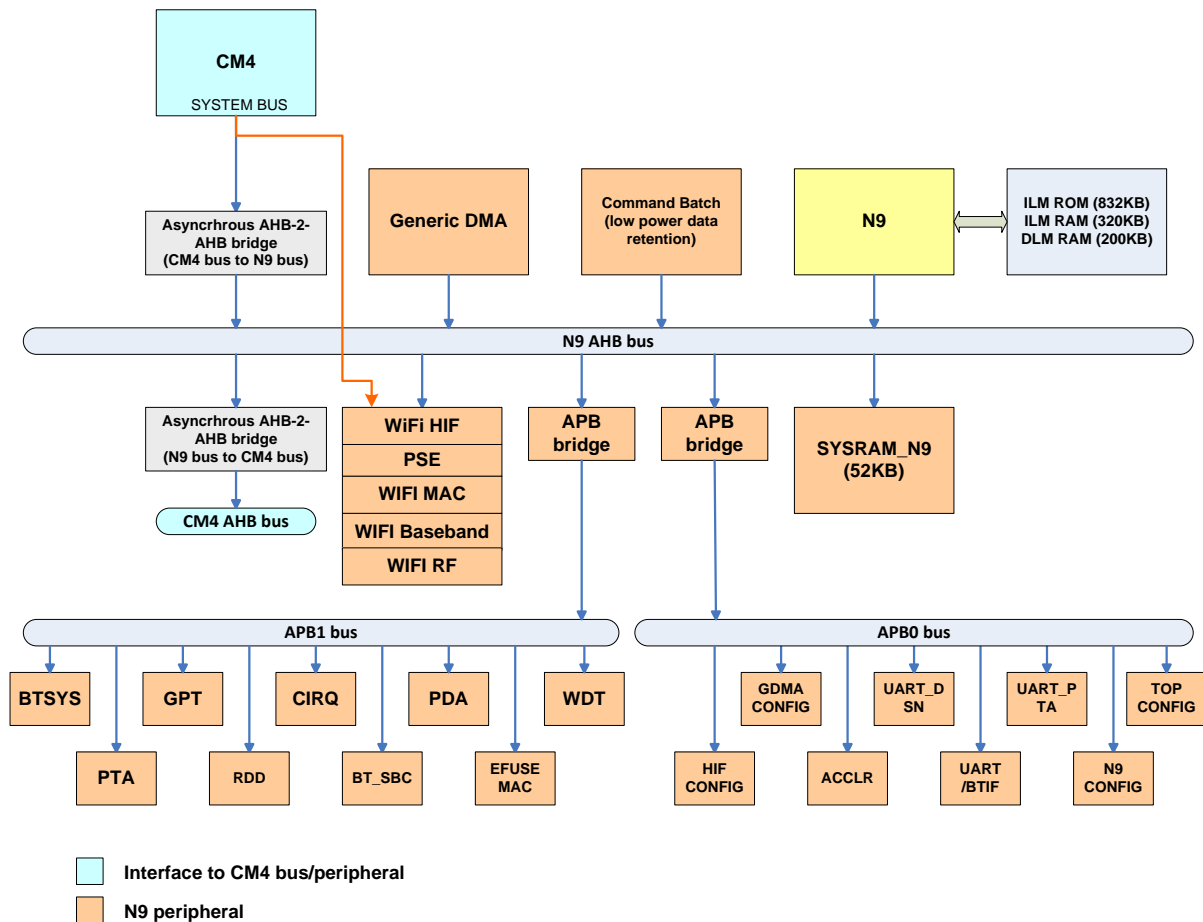 CM4
SYSTEM BUS
Asyncrhrous AHB-2-
AHB bridge
(CM4 bus to N9 bus)
Generic DMA
Command Batch
(low power data
retention)
N9
ILM ROM (832KB)
ILM RAM (320KB)
DLM RAM (200KB)
N9 AHB bus
Asyncrhrous AHB-2-
AHB bridge
(N9 bus to CM4 bus)
CM4 AHB bus
WiFi HIF
PSE
WIFI MAC
WIFI Baseband
WIFI RF
APB
bridge
APB
bridge
SYSRAM_N9
(52KB)
APB1 bus
APB0 bus
BTSYS
GPT
CIRQ
PDA
WDT
GDMA
CONFIG
UART_D
SN
UART_P
TA
TOP
CONFIG
PTA
RDD
BT_SBC
EFUSE
MAC
HIF
CONFIG
ACCLR
UART
/BTIF
N9
CONFIG
Interface to CM4 bus/peripheral
N9 peripheral